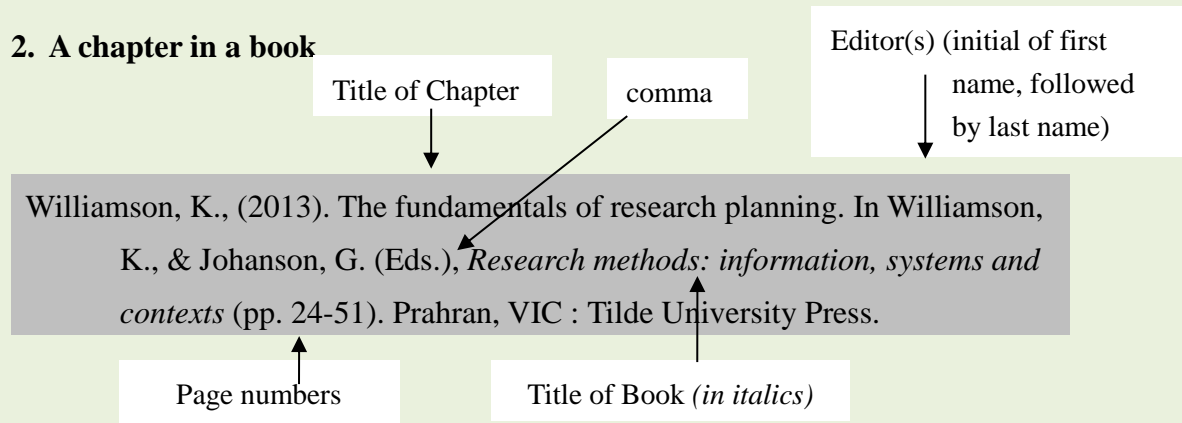 2. A chapter in a book
Editor(s) (initial of first
name, followed
by last name)
Title of Chapter
comma
Williamson, K., (2013). The fundamentals of research planning. In Williamson,
K., & Johanson, G. (Eds.), Research methods: information, systems and
contexts (pp. 24-51). Prahran, VIC : Tilde University Press.
Page numbers
Title of Book (in italics)